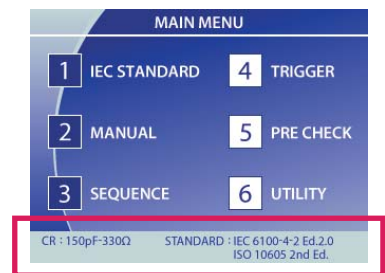 MAIN MENU
1 IEC STANDARD 4 TRIGGER
2 MANUAL 5 PRE CHECK
3 SEQUENCE 6 UTILITY
CR : 150pF-330Ω STANDARD : IEC 6100-4-2 Ed.2.0
ISO 10605 2nd Ed.